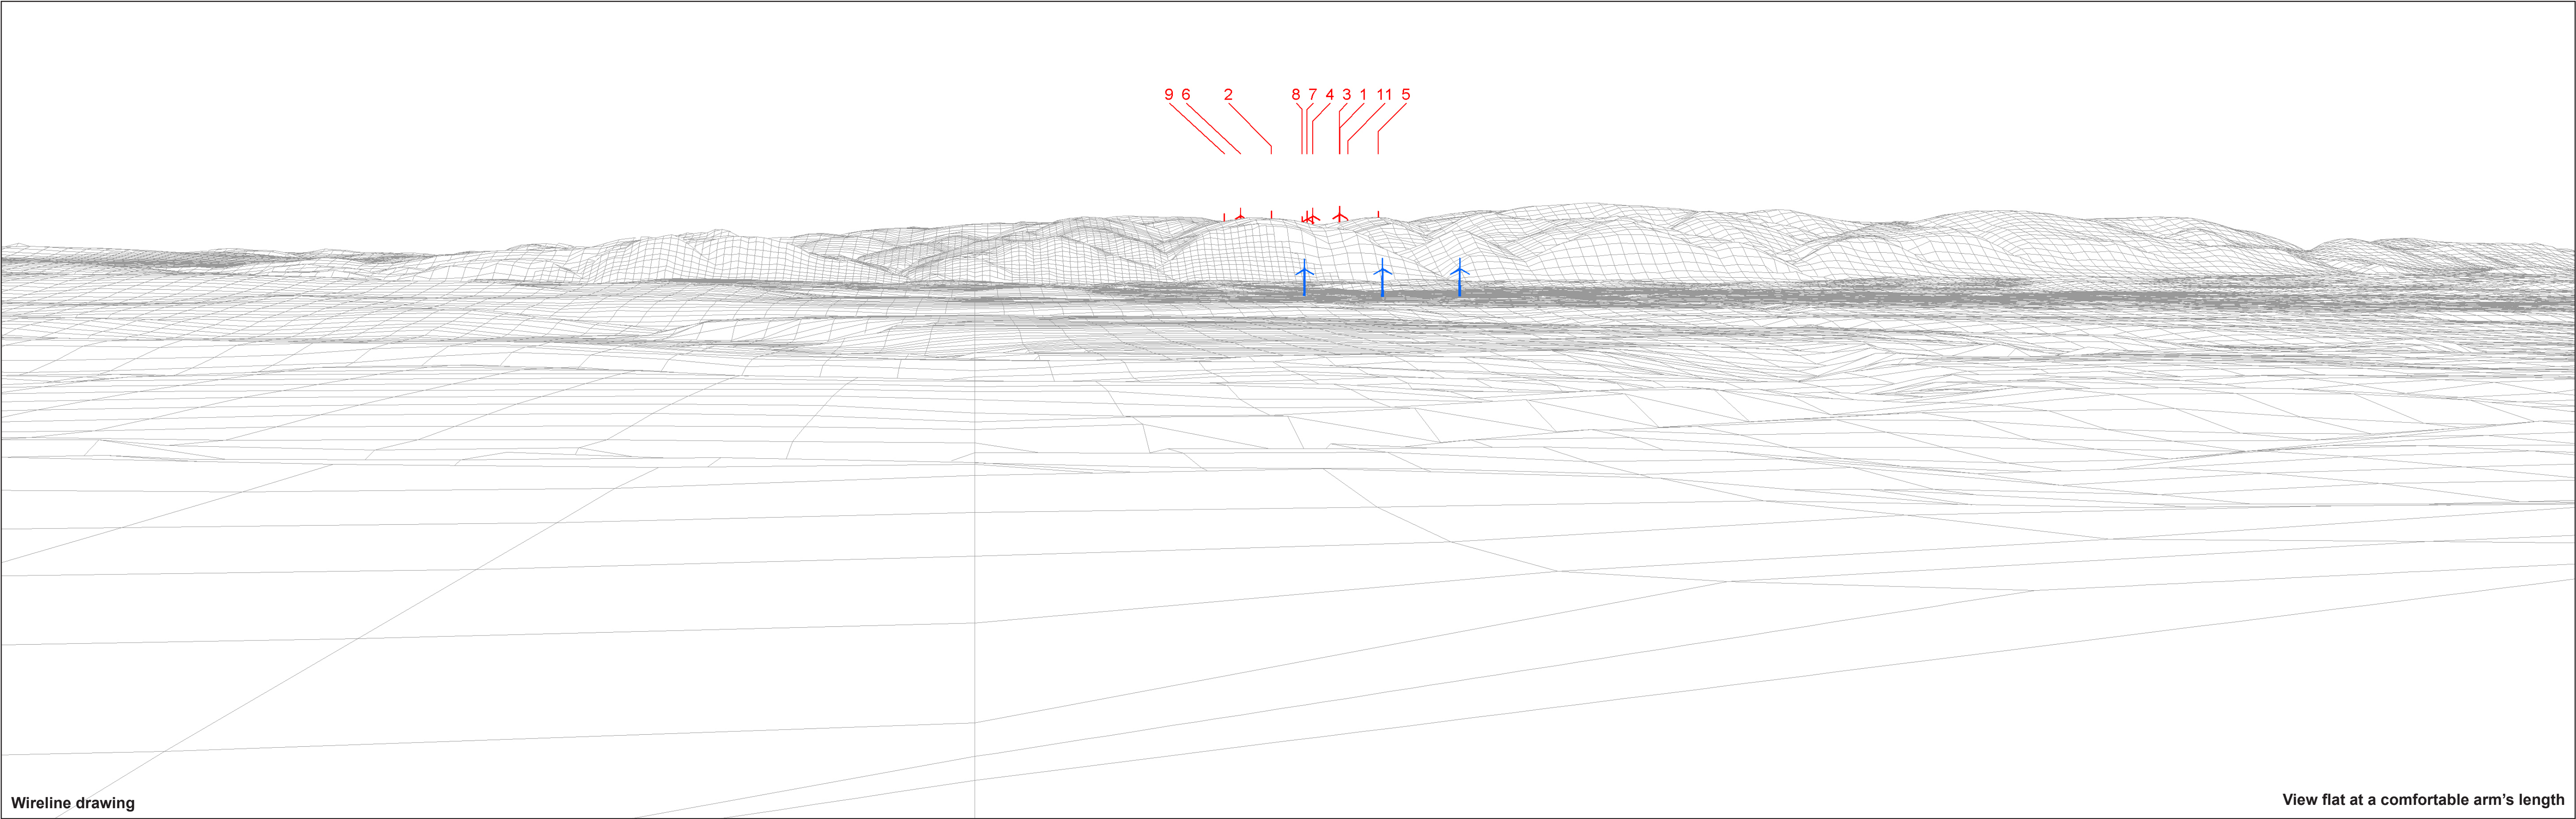 9 6 2 8 7 4 3 1 11 5
Wireline drawing
View flat at a comfortable arm's length